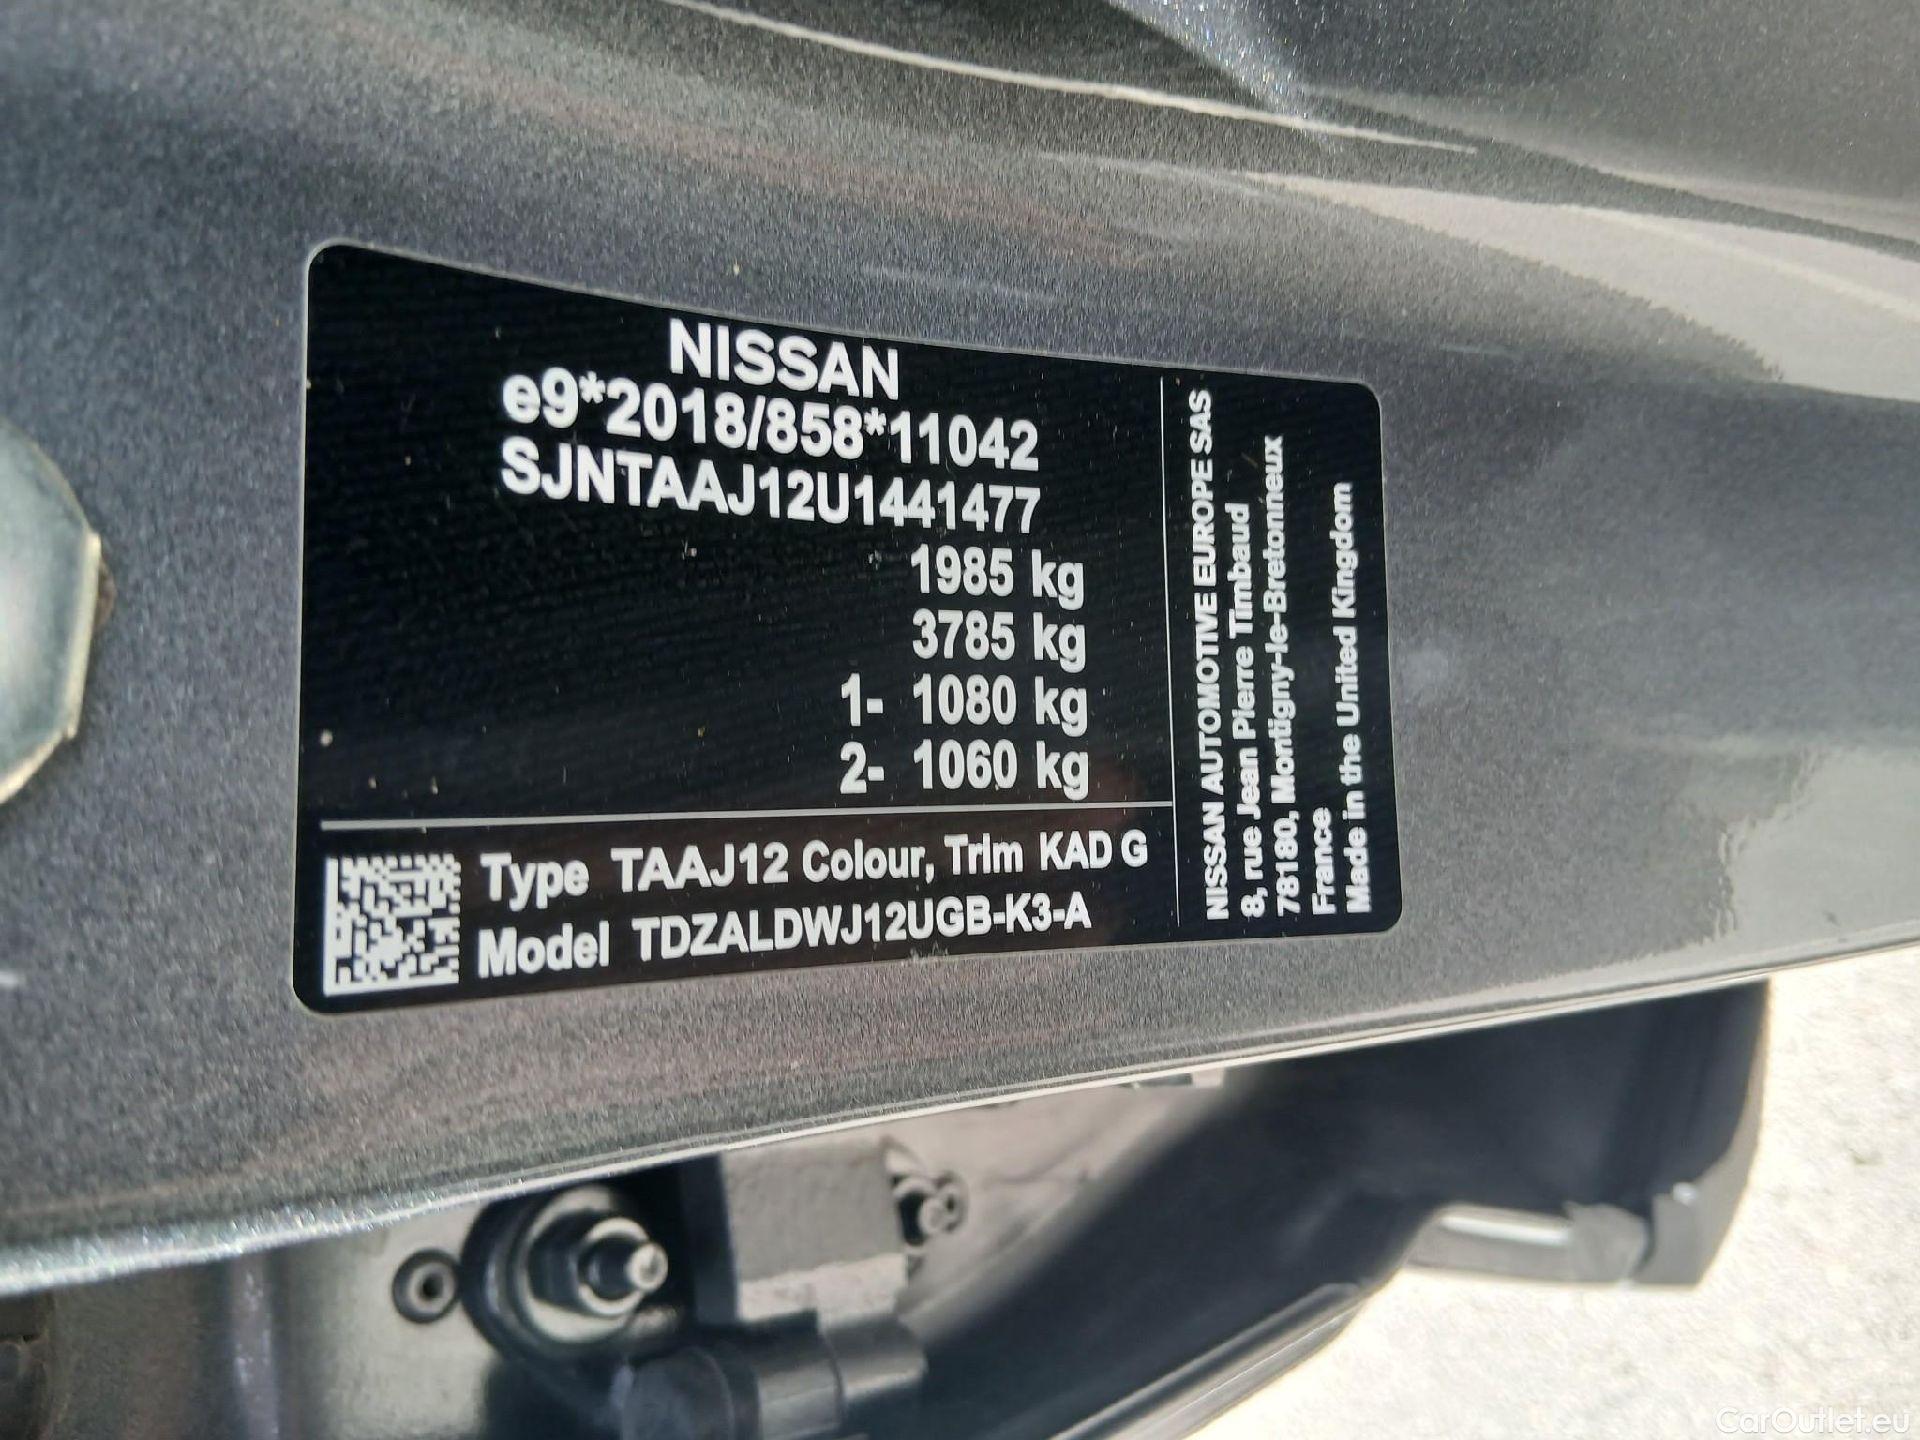 NISSAN
e9*2018/858*11042
SJNTAAJ12U1441477
1985 kg
3785 kg
1- 1080 kg
2- 1060 kg
Type TAAJ12 Colour, Trim KAD G
Model TDZALDWJ12UGB-K3-A
NISSAN AUTOMOTIVE EUROPE SAS
8, rue Jean Pierre Timbaud
78180, Montigny-le-Bretonneux
France
Made in the United Kingdom
CarOutlet.eu